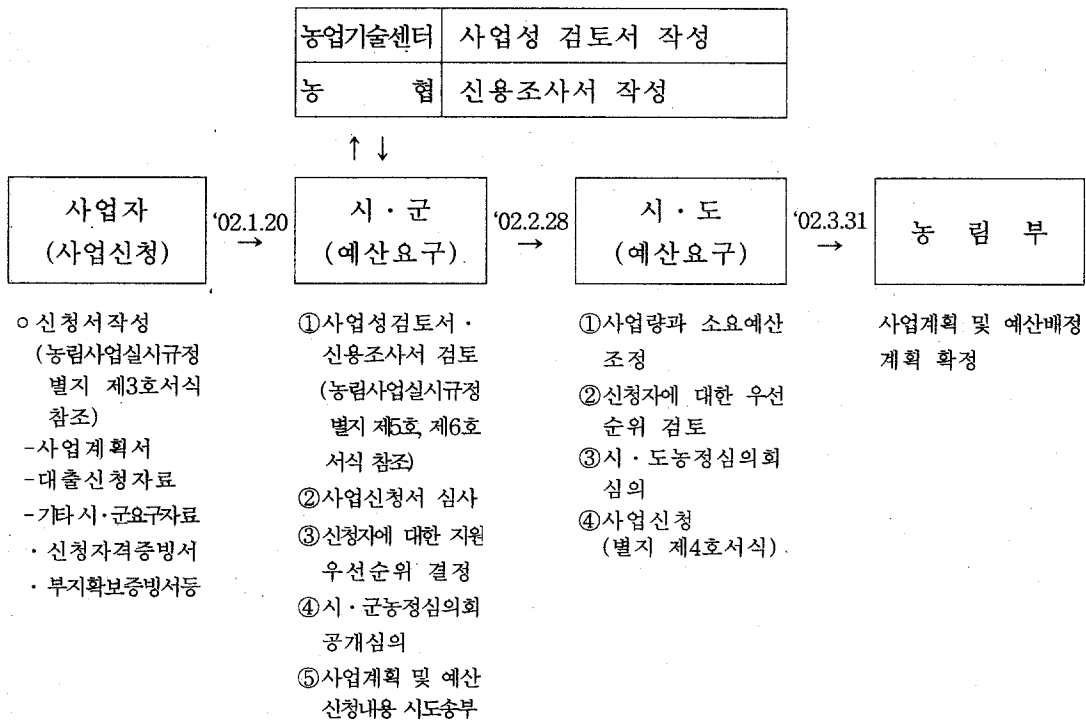 농업기술센터 사업성 검토서 작성
농 협 신용조사서 작성
↑ ↓
사업자
(사업신청)
'02.1.20
→
시·군
(예산요구)
'02.2.28
→
시·도
(예산요구)
'02.3.31
→
농 림 부
ㅇ신청서작성
(농림사업실시규정
별지 제3호서식
참조)
-사업계획서
-대출신청자료
-기타 시·군요구자료
·신청자격증빙서
·부지확보증빙서등
①사업성검토서·
신용조사서 검토
(농림사업실시규정
별지 제5호, 제6호
서식 참조)
②사업신청서 심사
③신청자에 대한 지원
우선순위 결정
④시·군농정심의회
공개심의
⑤사업계획 및 예산
신청내용 시도송부
①사업량과 소요예산
조정
②신청자에 대한 우선
순위 검토
③시·도농정심의회
심의
④사업신청
(별지 제4호서식)
사업계획 및 예산배정
계획 확정